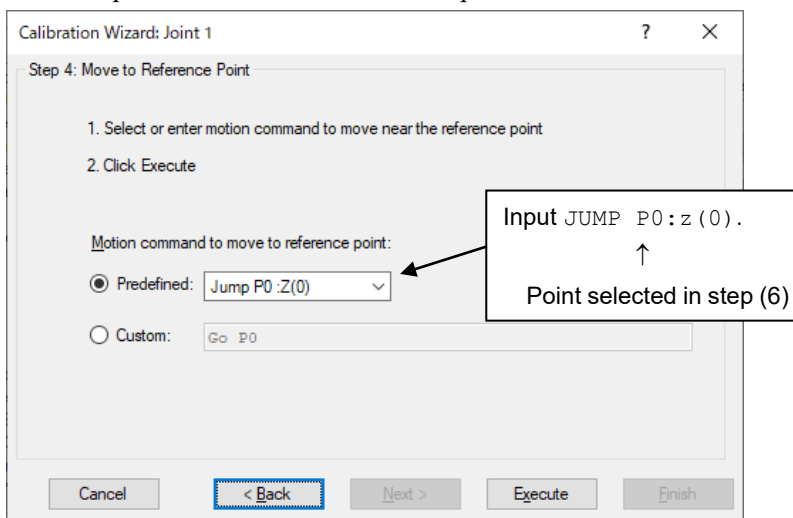 Calibration Wizard: Joint 1 ? ×
Step 4: Move to Reference Point
1. Select or enter motion command to move near the reference point
2. Click Execute
Input JUMP P0:z(0).
↑
Point selected in step (6)
Motion command to move to reference point:
Predefined: Jump P0 :Z(0)
Custom: Go P0
Cancel < Back Next > Execute Finish